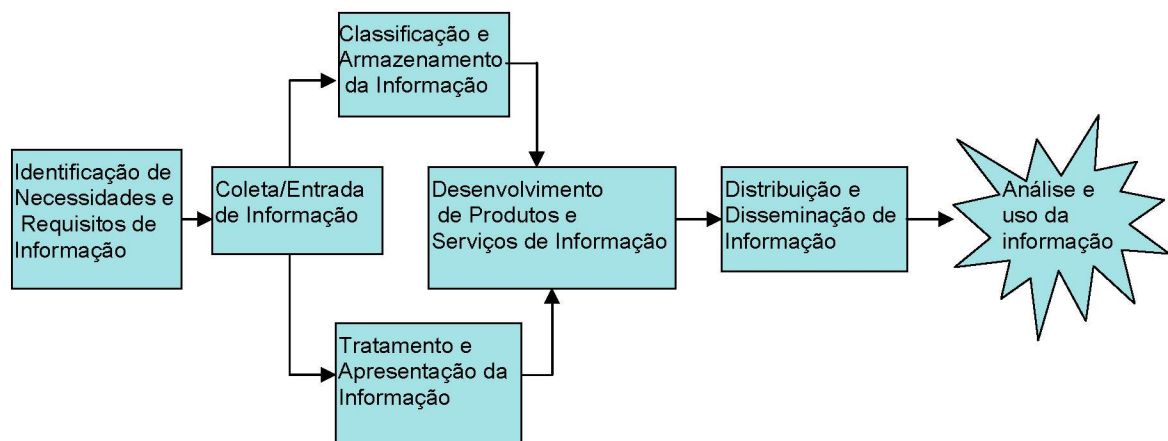 Identificação de
Necessidades e
Requisitos de
Informação
Coleta/Entrada
de Informação
Classificação e
Armazenamento
da Informação
Tratamento e
Apresentação da
Informação
Desenvolvimento
de Produtos e
Serviços de Informação
Distribuição e
Disseminação de
Informação
Análise e
uso da
informação